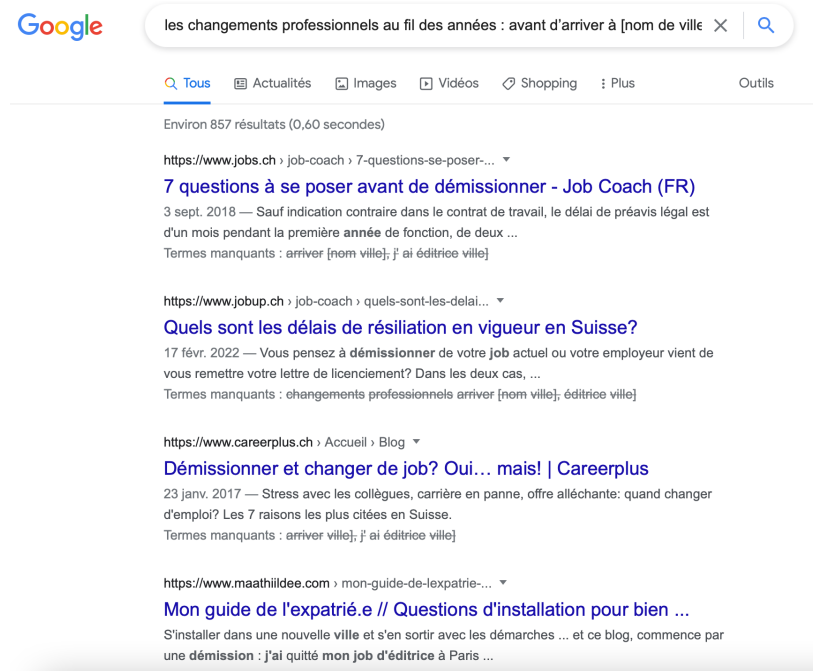 Google
les changements professionnels au fil des années : avant d'arriver à [nom de ville
Tous Actualités Images Vidéos Shopping Plus Outils
Environ 857 résultats (0,60 secondes)
https://www.jobs.ch › job-coach › 7-questions-se-poser-...
7 questions à se poser avant de démissionner - Job Coach (FR)
3 sept. 2018 — Sauf indication contraire dans le contrat de travail, le délai de préavis légal est
d'un mois pendant la première année de fonction, de deux ...
Termes manquants : arriver [nom ville], j' ai éditrice ville]
https://www.jobup.ch › job-coach › quels-sont-les-delai...
Quels sont les délais de résiliation en vigueur en Suisse?
17 févr. 2022 — Vous pensez à démissionner de votre job actuel ou votre employeur vient de
vous remettre votre lettre de licenciement? Dans les deux cas, ...
Termes manquants : changements professionnels arriver [nom ville], éditrice ville]
https://www.careerplus.ch › Accueil › Blog
Démissionner et changer de job? Oui… mais! | Careerplus
23 janv. 2017 — Stress avec les collègues, carrière en panne, offre alléchante: quand changer
d'emploi? Les 7 raisons les plus citées en Suisse.
Termes manquants : arriver ville], j' ai éditrice ville]
https://www.maathiildee.com › mon-guide-de-lexpatrie-...
Mon guide de l'expatrié.e // Questions d'installation pour bien ...
S'installer dans une nouvelle ville et s'en sortir avec les démarches ... et ce blog, commence par
une démission : j'ai quitté mon job d'éditrice à Paris ...